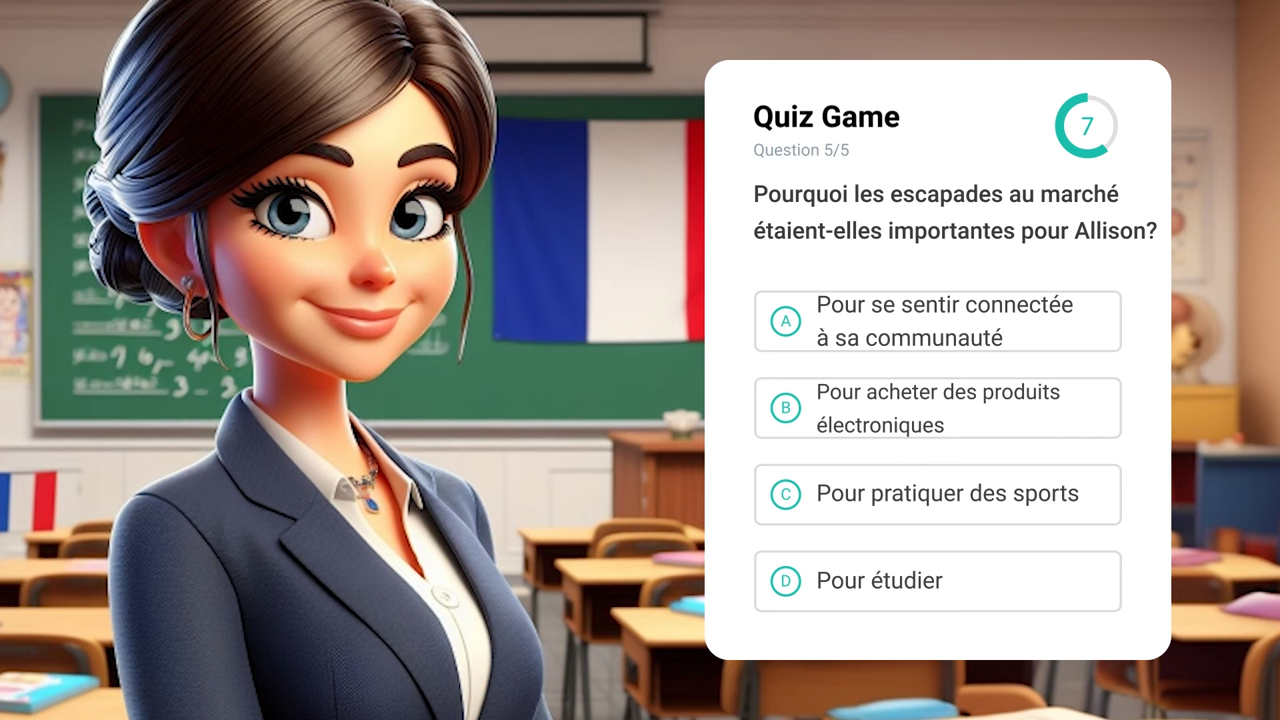 Quiz Game
7
Question 5/5
Pourquoi les escapades au marché
étaient-elles importantes pour Allison?
A Pour se sentir connectée
à sa communauté
B Pour acheter des produits
électroniques
C Pour pratiquer des sports
D Pour étudier